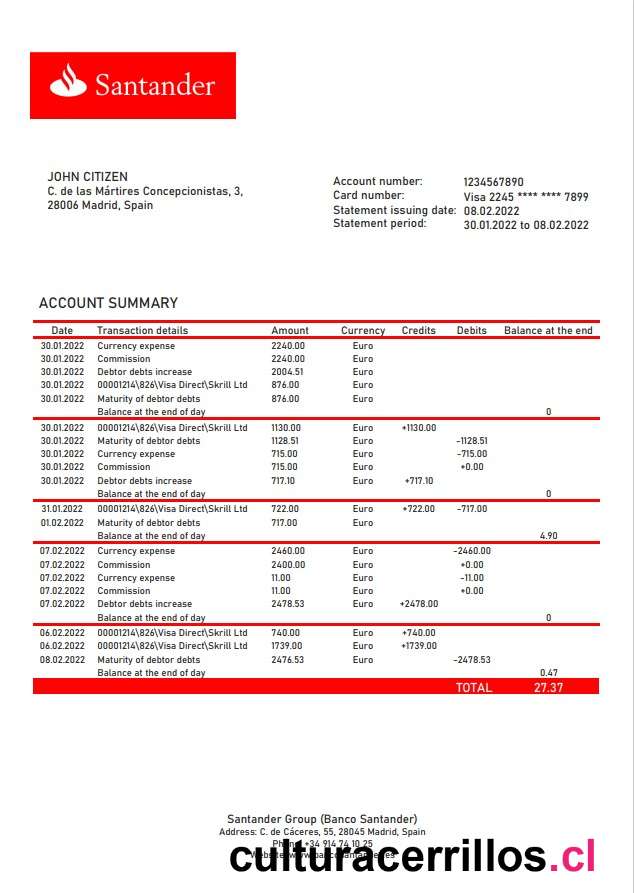 Santander
JOHN CITIZEN
C. de las Mártires Concepcionistas, 3,
28006 Madrid, Spain
Account number: 1234567890
Card number: Visa 2245 **** **** 7899
Statement issuing date: 08.02.2022
Statement period: 30.01.2022 to 08.02.2022
ACCOUNT SUMMARY
Date Transaction details Amount Currency Credits Debits Balance at the end
30.01.2022 Currency expense 2240.00 Euro
30.01.2022 Commission 2240.00 Euro
30.01.2022 Debtor debts increase 2004.51 Euro
30.01.2022 00001214\826\Visa Direct\Skrill Ltd 876.00 Euro
30.01.2022 Maturity of debtor debts 876.00 Euro
Balance at the end of day 0
30.01.2022 00001214\826\Visa Direct\Skrill Ltd 1130.00 Euro +1130.00
30.01.2022 Maturity of debtor debts 1128.51 Euro -1128.51
30.01.2022 Currency expense 715.00 Euro -715.00
30.01.2022 Commission 715.00 Euro +0.00
30.01.2022 Debtor debts increase 717.10 Euro +717.10
Balance at the end of day 0
31.01.2022 00001214\826\Visa Direct\Skrill Ltd 722.00 Euro +722.00 -717.00
01.02.2022 Maturity of debtor debts 717.00 Euro
Balance at the end of day 4.90
07.02.2022 Currency expense 2460.00 Euro -2460.00
07.02.2022 Commission 2400.00 Euro +0.00
07.02.2022 Currency expense 11.00 Euro -11.00
07.02.2022 Commission 11.00 Euro +0.00
07.02.2022 Debtor debts increase 2478.53 Euro +2478.00
Balance at the end of day 0
06.02.2022 00001214\826\Visa Direct\Skrill Ltd 740.00 Euro +740.00
06.02.2022 00001214\826\Visa Direct\Skrill Ltd 1739.00 Euro +1739.00
08.02.2022 Maturity of debtor debts 2476.53 Euro -2478.53
Balance at the end of day 0.47
TOTAL 27.37
Santander Group (Banco Santander)
Address: C. de Cáceres, 55, 28045 Madrid, Spain
+34 914 74 10 25
culturacerrillos.cl